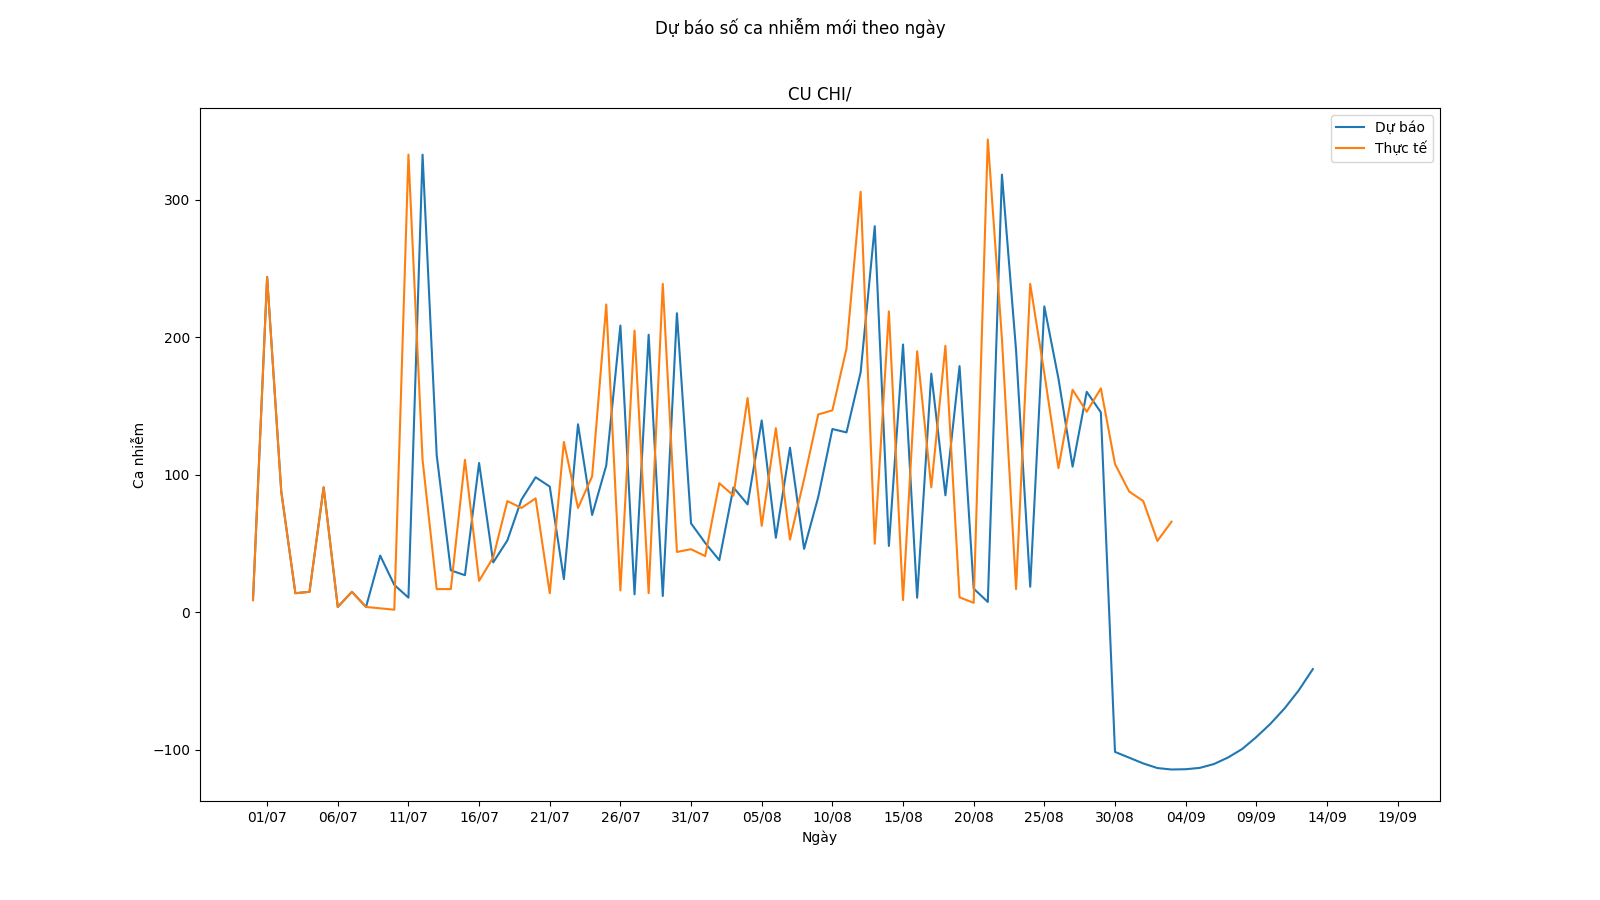 Dự báo số ca nhiễm mới theo ngày
CU CHI/
Dự báo
Thực tế
Ca nhiễm
300
200
100
0
−100
01/07 06/07 11/07 16/07 21/07 26/07 31/07 05/08 10/08 15/08 20/08 25/08 30/08 04/09 09/09 14/09 19/09
Ngày